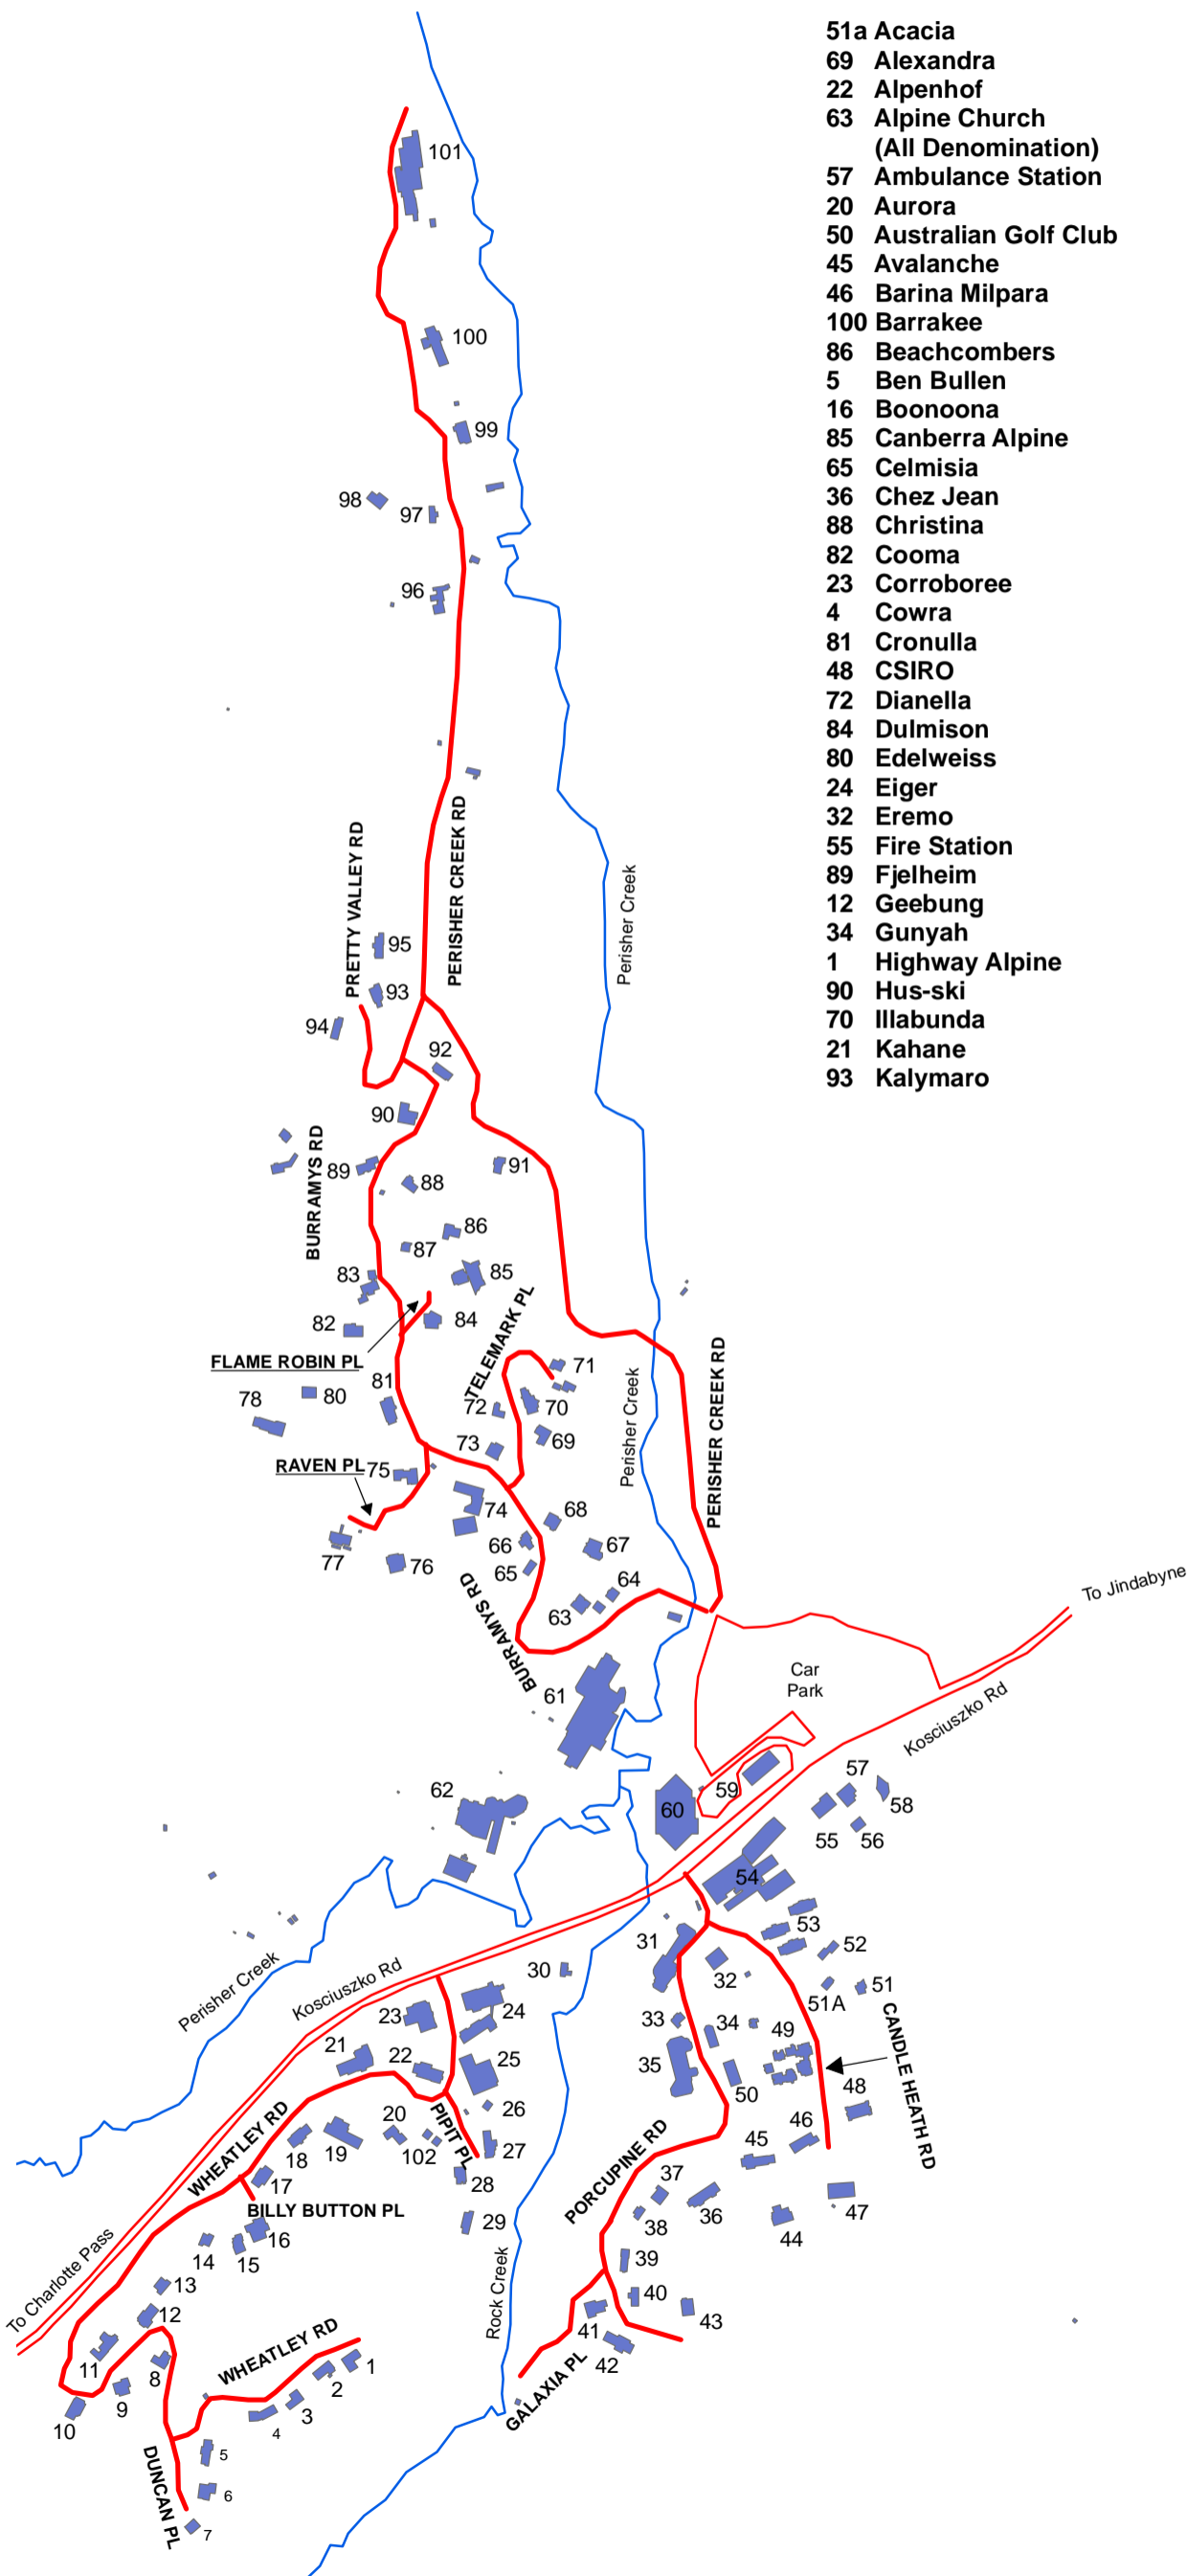 51a Acacia
69 Alexandra
22 Alpenhof
63 Alpine Church
(All Denomination)
57 Ambulance Station
20 Aurora
50 Australian Golf Club
45 Avalanche
46 Barina Milpara
100 Barrakee
86 Beachcombers
5 Ben Bullen
16 Boonoona
85 Canberra Alpine
65 Celmisia
36 Chez Jean
88 Christina
82 Cooma
23 Corroboree
4 Cowra
81 Cronulla
48 CSIRO
72 Dianella
84 Dulmison
80 Edelweiss
24 Eiger
32 Eremo
55 Fire Station
89 Fjelheim
12 Geebung
34 Gunyah
1 Highway Alpine
90 Hus-ski
70 Illabunda
21 Kahane
93 Kalymaro
101
100
99
98
97
96
PRETTY VALLEY RD
PERISHER CREEK RD
Perisher Creek
95
93
94
92
90
BURRAMYS RD
89
91
88
86
87
83
85
82
84
TELEMARK PL
FLAME ROBIN PL
71
81
80
78
72
70
PERISHER CREEK RD
Perisher Creek
73
69
RAVEN PL
75
74
68
66
67
77
76
65
64
BURRAMYS RD
63
To Jindabyne
Car
Park
61
Kosciuszko Rd
62
59
57
60
58
55
56
54
53
31
52
30
32
51
51A
Perisher Creek
Kosciuszko Rd
23
24
33
34
49
CANDLE HEATH RD
21
22
25
35
50
48
WHEATLEY RD
20
26
PIPIT PL
18
19
102
27
46
45
PORCUPINE RD
17
28
37
BILLY BUTTON PL
36
38
47
16
29
44
14
15
To Charlotte Pass
39
13
Rock Creek
40
12
43
41
WHEATLEY RD
11
8
1
42
2
GALAXIA PL
9
3
10
4
5
DUNCAN PL
6
7